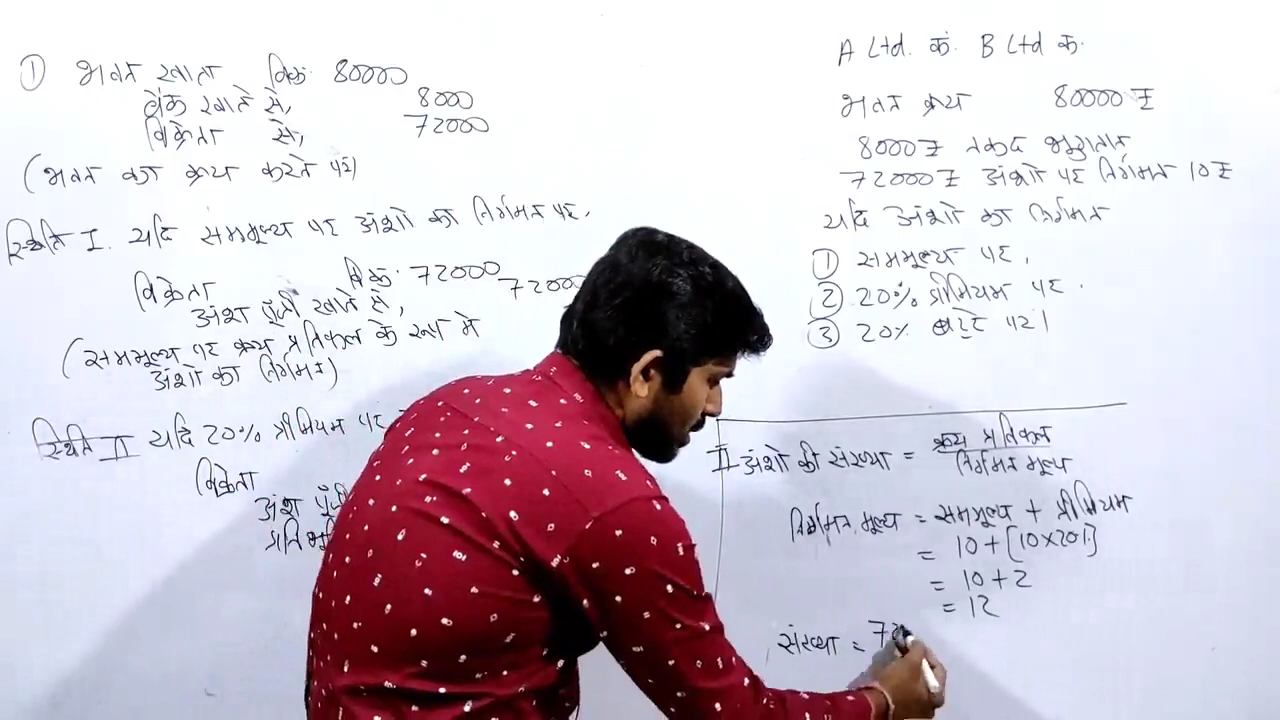 ① भवन खाता विक. 80000
बैंक खाते से, 8000
विक्रेता से, 72000
(भवन का क्रय करने पर)
स्थिति I. यदि सममूल्य पर अंशो का निर्गमन पर,
विक्रेता विक. 72000
अंश पूँजी खाते से, 72000
(सममूल्य पर क्रय प्रतिफल के रूप मे
अंशो का निर्गमन)
स्थिति II यदि 20% प्रीमियम पर
विक्रेता
अंश पूँजी
A Ltd. कं. B Ltd कं.
भवन क्रय 80000 ₹
8000 ₹ नकद भुगतान
72000 ₹ अंशो पर निर्गमन 10 ₹
यदि अंशो का निर्गमन
① सममूल्य पर,
② 20% प्रीमियम पर.
③ 20% बट्टे पर।
II अंशो की संख्या = क्रय प्रतिफल
निर्गमन मूल्य
निर्गमन मूल्य = सममूल्य + प्रीमियम
= 10 + [10×20%]
= 10 + 2
= 12
संख्या = 72